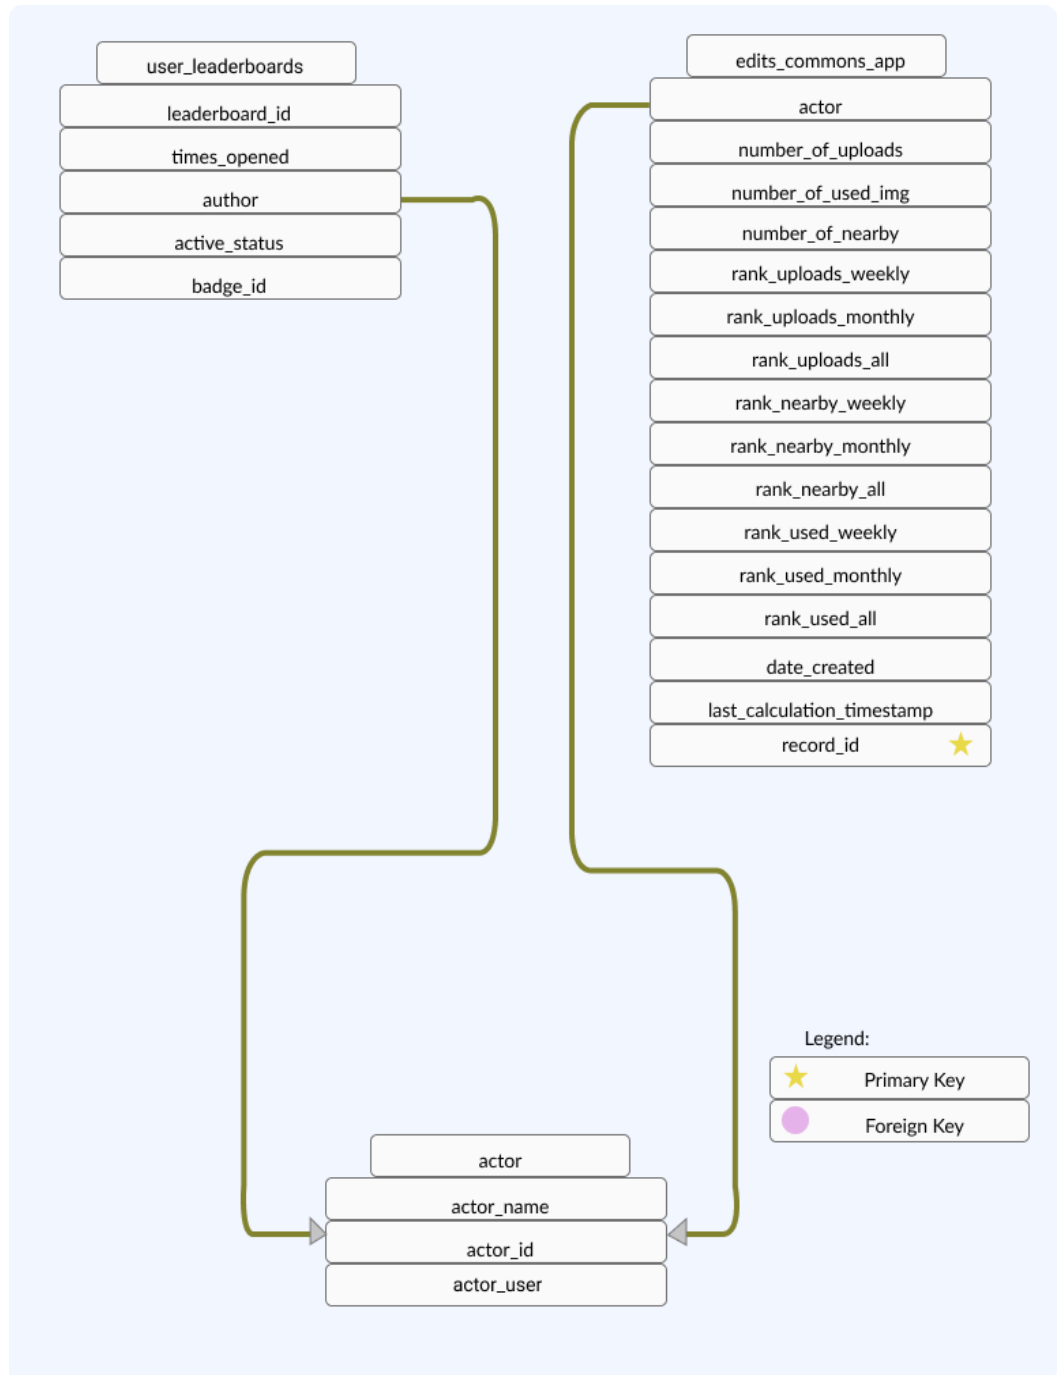 user_leaderboards
leaderboard_id
times_opened
author
active_status
badge_id
edits_commons_app
actor
number_of_uploads
number_of_used_img
number_of_nearby
rank_uploads_weekly
rank_uploads_monthly
rank_uploads_all
rank_nearby_weekly
rank_nearby_monthly
rank_nearby_all
rank_used_weekly
rank_used_monthly
rank_used_all
date_created
last_calculation_timestamp
record_id
Legend:
Primary Key
Foreign Key
actor
actor_name
actor_id
actor_user